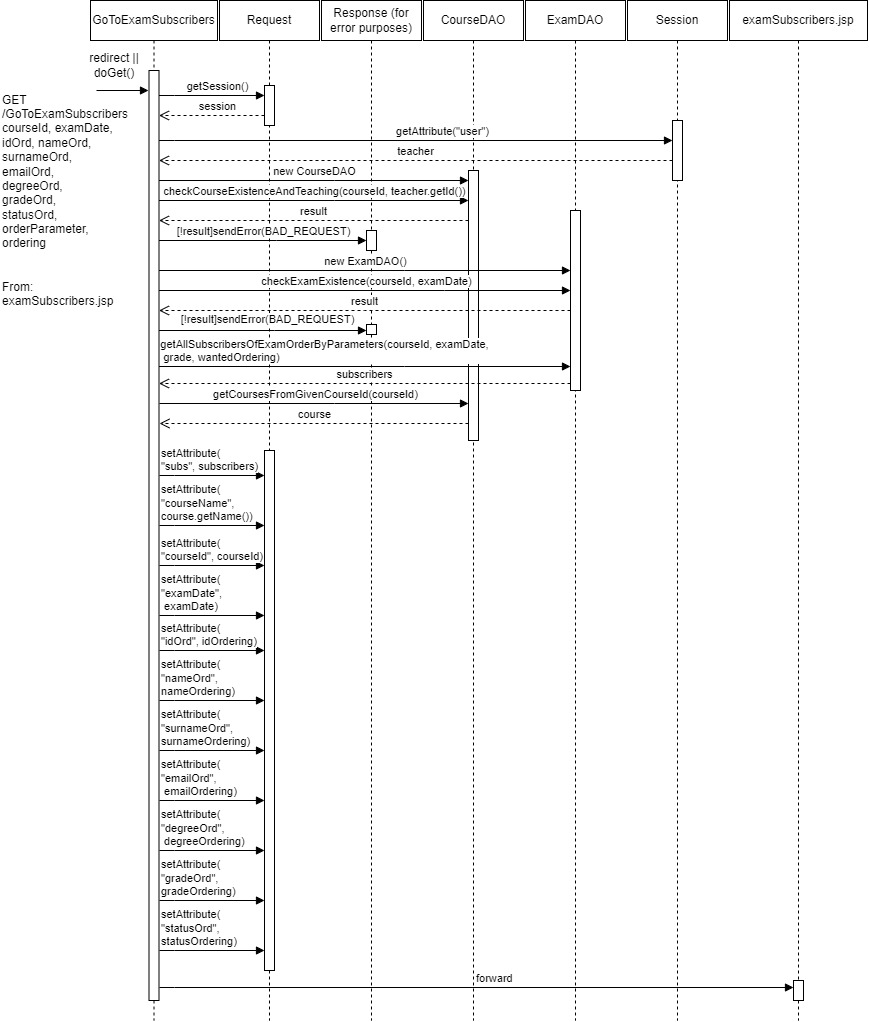 GoToExamSubscribers
Request
Response (for
error purposes)
CourseDAO
ExamDAO
Session
examSubscribers.jsp
redirect ||
doGet()
GET
/GoToExamSubscribers
courseId, examDate,
idOrd, nameOrd,
surnameOrd,
emailOrd,
degreeOrd,
gradeOrd,
statusOrd,
orderParameter,
ordering
From:
examSubscribers.jsp
getSession()
session
getAttribute("user")
teacher
new CourseDAO
checkCourseExistenceAndTeaching(courseId, teacher.getId())
result
[!result]sendError(BAD_REQUEST)
new ExamDAO()
checkExamExistence(courseId, examDate)
result
[!result]sendError(BAD_REQUEST)
getAllSubscribersOfExamOrderByParameters(courseId, examDate,
grade, wantedOrdering)
subscribers
getCoursesFromGivenCourseId(courseId)
course
setAttribute(
"subs", subscribers)
setAttribute(
"courseName",
course.getName())
setAttribute(
"courseId", courseId)
setAttribute(
"examDate",
examDate)
setAttribute(
"idOrd", idOrdering)
setAttribute(
"nameOrd",
nameOrdering)
setAttribute(
"surnameOrd",
surnameOrdering)
setAttribute(
"emailOrd",
emailOrdering)
setAttribute(
"degreeOrd",
degreeOrdering)
setAttribute(
"gradeOrd",
gradeOrdering)
setAttribute(
"statusOrd",
statusOrdering)
forward